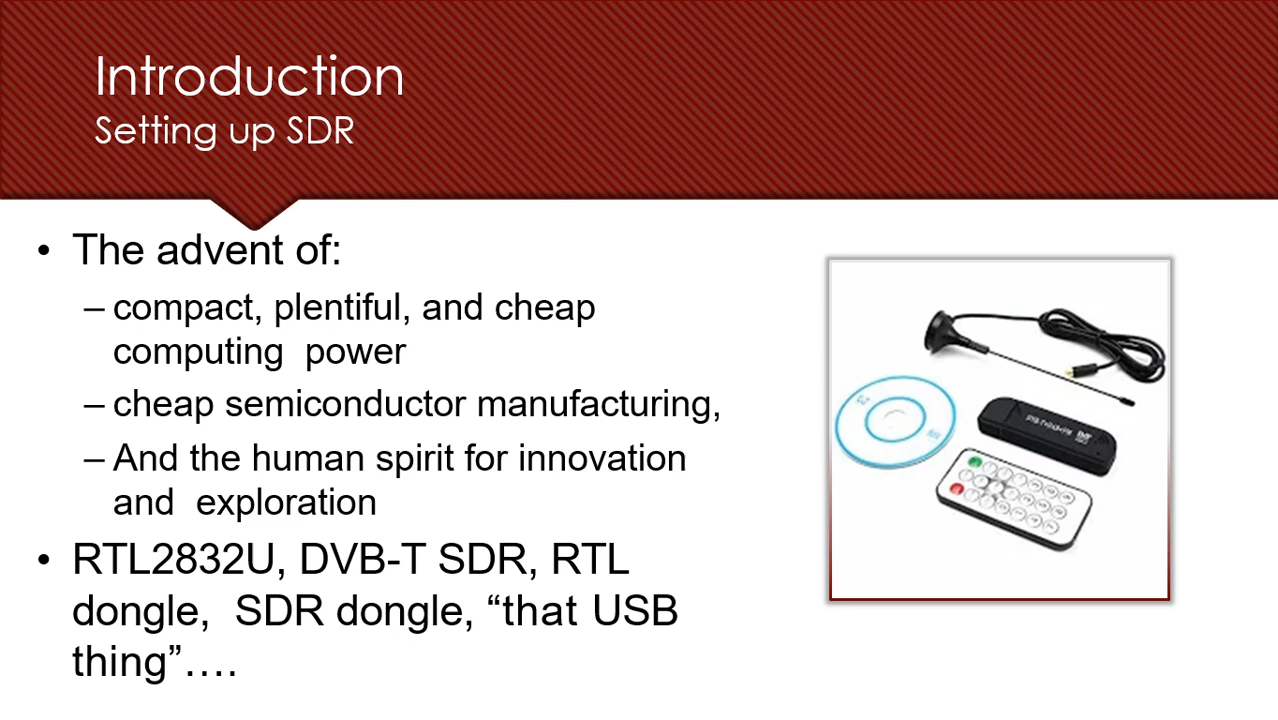 Introduction
Setting up SDR
• The advent of:
– compact, plentiful, and cheap
computing  power
– cheap semiconductor manufacturing,
– And the human spirit for innovation
and  exploration
• RTL2832U, DVB-T SDR, RTL
dongle,  SDR dongle, “that USB
thing”….